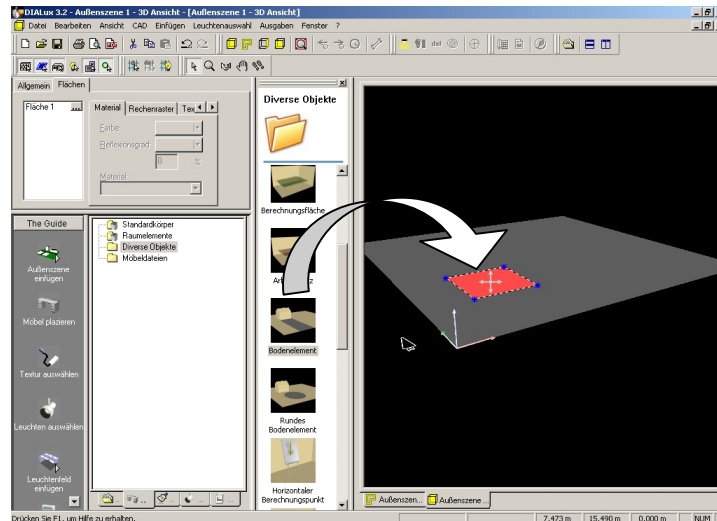 DIALux 3.2 - Außenszene 1 - 3D Ansicht - [Außenszene 1 - 3D Ansicht]
Datei Bearbeiten Ansicht CAD Einfügen Leuchtenauswahl Ausgaben Fenster ?
Allgemein Flächen
Fläche 1
Material Rechenraster Tex
Farbe:
Reflexionsgrad:
0 %
Material:
Diverse Objekte
Berechnungsfläche
Bodenelement
Rundes
Bodenelement
Horizontaler
Berechnungspunkt
The Guide
Außenszene
einfügen
Möbel plazieren
Textur auswählen
Leuchten auswählen
Leuchtenfeld
einfügen
Standardkörper
Raumelemente
Diverse Objekte
Möbeldateien
Außenszen... Außenszene ...
Drücken Sie F1, um Hilfe zu erhalten. 7.473 m 15.490 m 0.000 m NUM